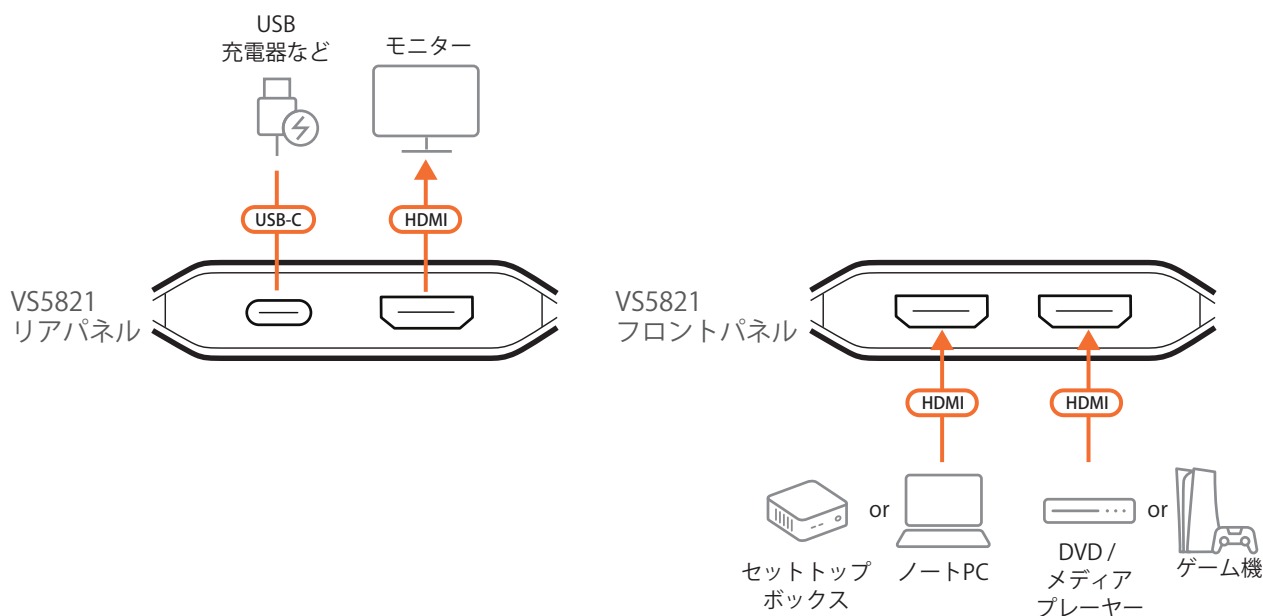 USB
充電器など
モニター
USB-C
HDMI
VS5821
リアパネル
VS5821
フロントパネル
HDMI
HDMI
or
or
セットトップ
ボックス
ノートPC
DVD /
メディア
プレーヤー
ゲーム機